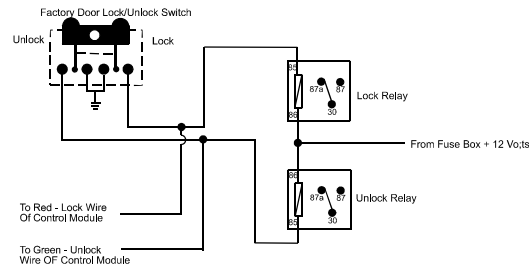 Factory Door Lock/Unlock Switch
Unlock
Lock
85
87a
87
30
86
Lock Relay
From Fuse Box + 12 Vo;ts
86
87a
87
30
85
Unlock Relay
To Red - Lock Wire
Of Control Module
To Green - Unlock
Wire OF Control Module